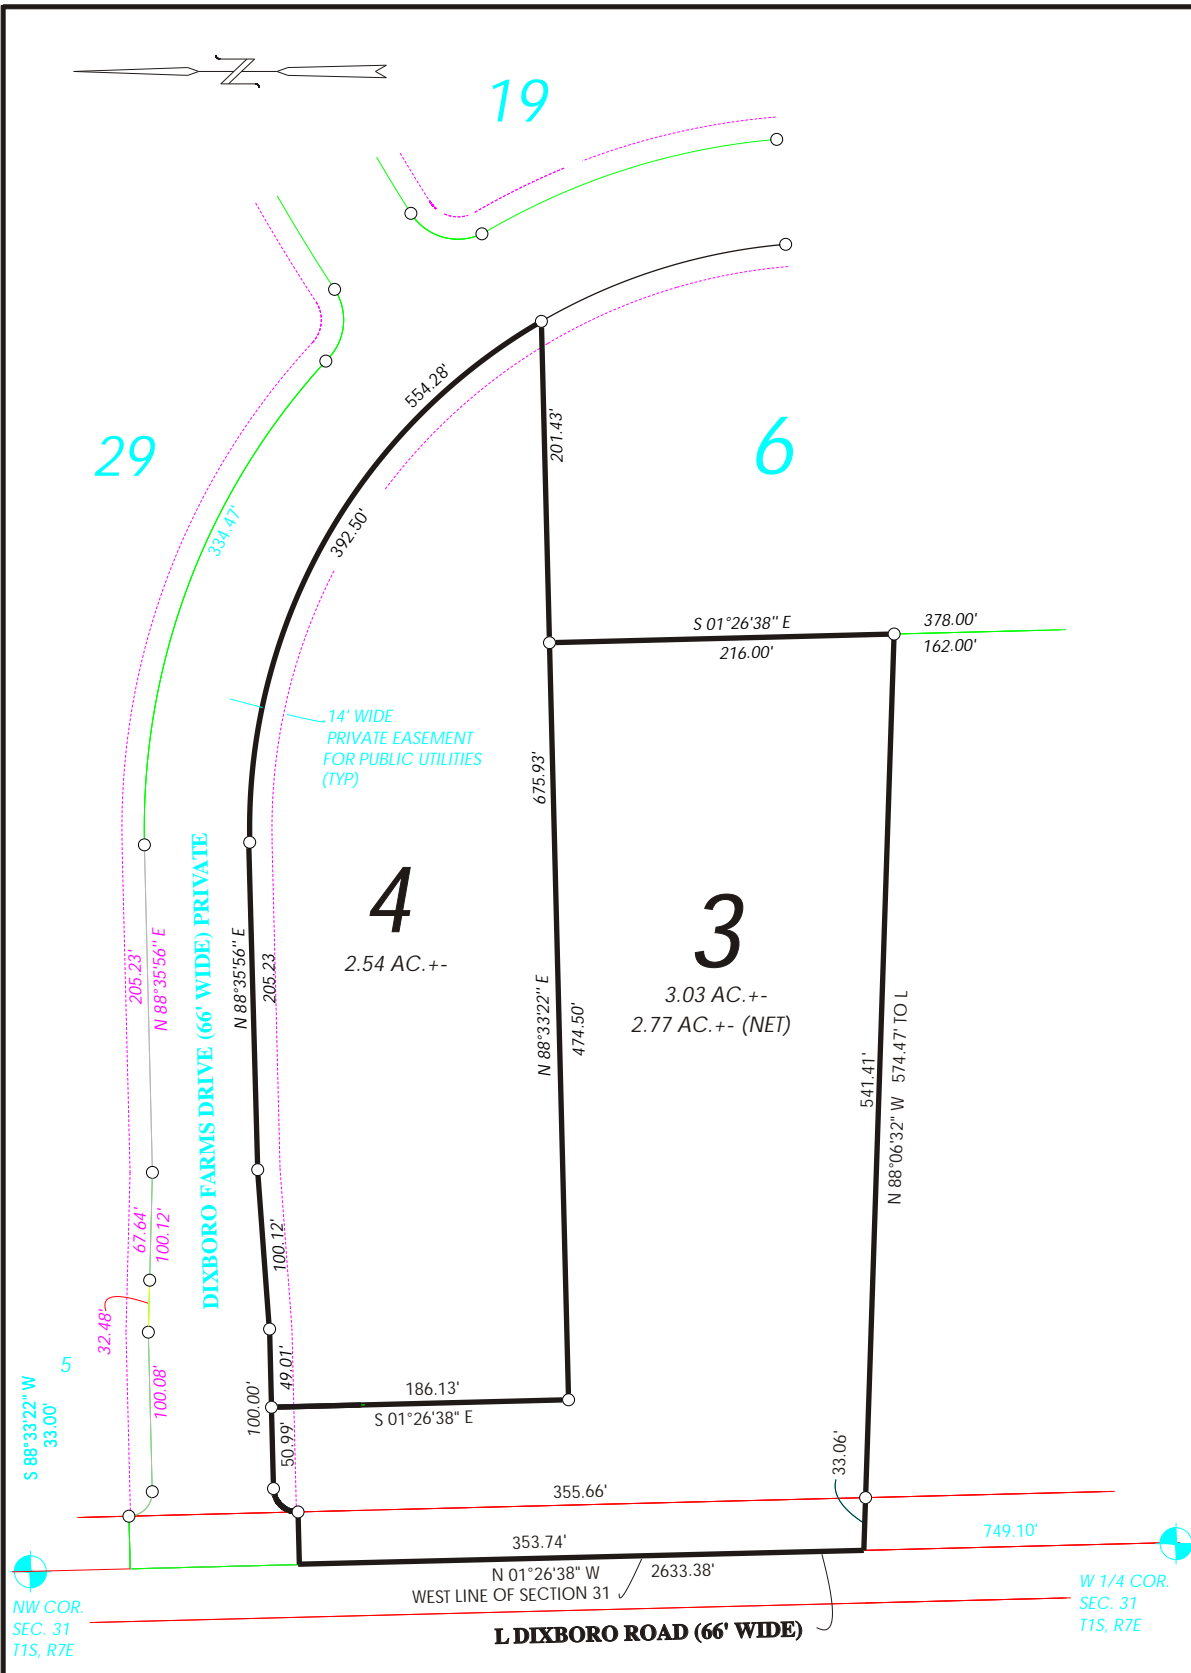 Z
19
29
6
554.28'
392.50'
334.47'
201.43'
S 01°26'38'' E
216.00'
378.00'
162.00'
14' WIDE
PRIVATE EASEMENT
FOR PUBLIC UTILITIES
(TYP)
675.93'
N 88°33'22'' E
474.50'
4
2.54 AC.+-
3
3.03 AC.+-
2.77 AC.+- (NET)
541.41'
N 88°06'32" W 574.47' TO L
205.23'
N 88°35'56'' E
DIXBORO FARMS DRIVE (66' WIDE) PRIVATE
N 88°35'56'' E
205.23
67.64'
100.12'
100.12'
32.48'
100.08'
49.01'
100.00'
50.99'
186.13'
S 01°26'38" E
5
S 88°33'22" W
33.00'
33.06'
355.66'
353.74'
N 01°26'38" W
2633.38'
WEST LINE OF SECTION 31
749.10'
NW COR.
SEC. 31
T1S, R7E
W 1/4 COR.
SEC. 31
T1S, R7E
L DIXBORO ROAD (66' WIDE)